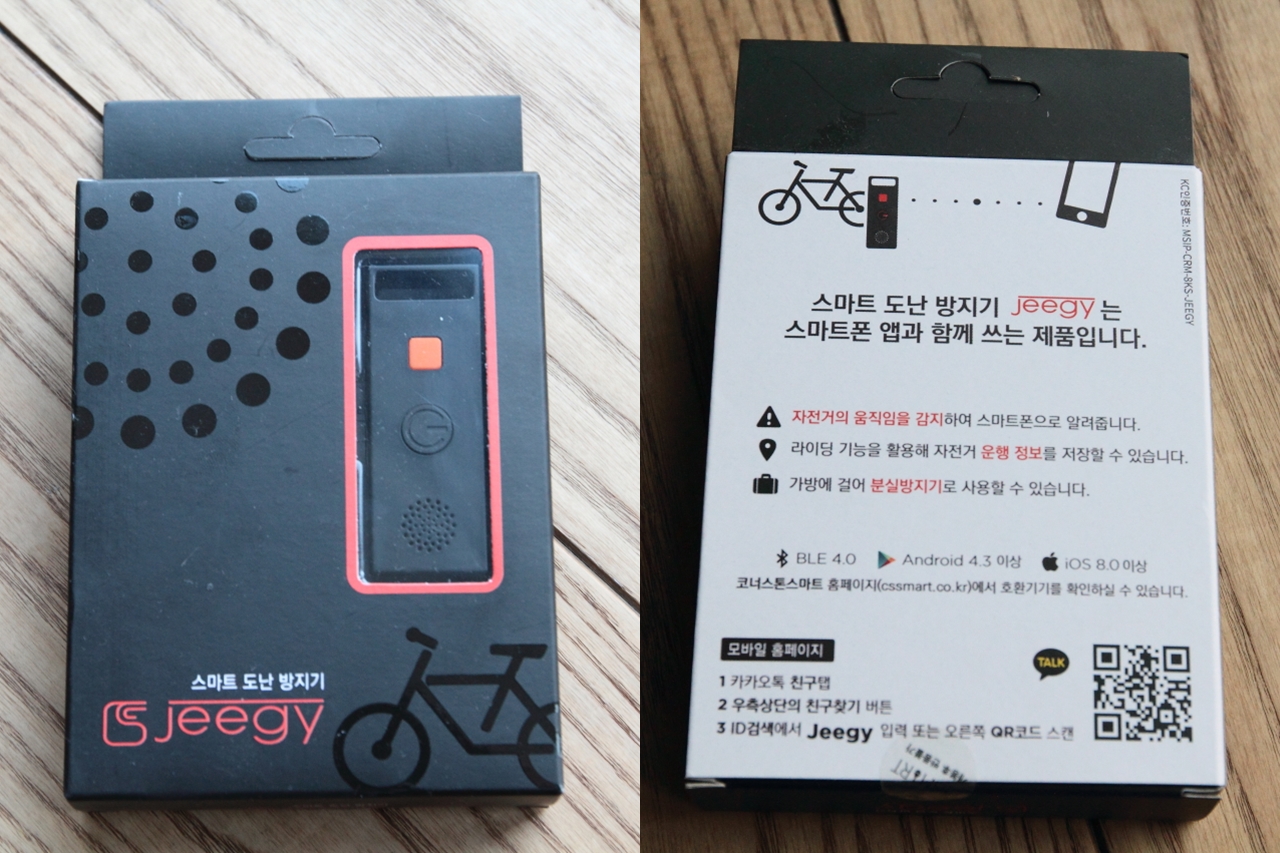 스마트 도난 방지기
jeegy
KC인증번호: MSIP-CRM-8KS-JEEGY
스마트 도난 방지기 jeegy 는
스마트폰 앱과 함께 쓰는 제품입니다.
자전거의 움직임을 감지하여 스마트폰으로 알려줍니다.
라이딩 기능을 활용해 자전거 운행 정보를 저장할 수 있습니다.
가방에 걸어 분실방지기로 사용할 수 있습니다.
BLE 4.0 Android 4.3 이상 iOS 8.0 이상
코너스톤스마트 홈페이지(cssmart.co.kr)에서 호환기기를 확인하실 수 있습니다.
모바일 홈페이지
TALK
1 카카오톡 친구탭
2 우측상단의 친구찾기 버튼
3 ID검색에서 Jeegy 입력 또는 오른쪽 QR코드 스캔